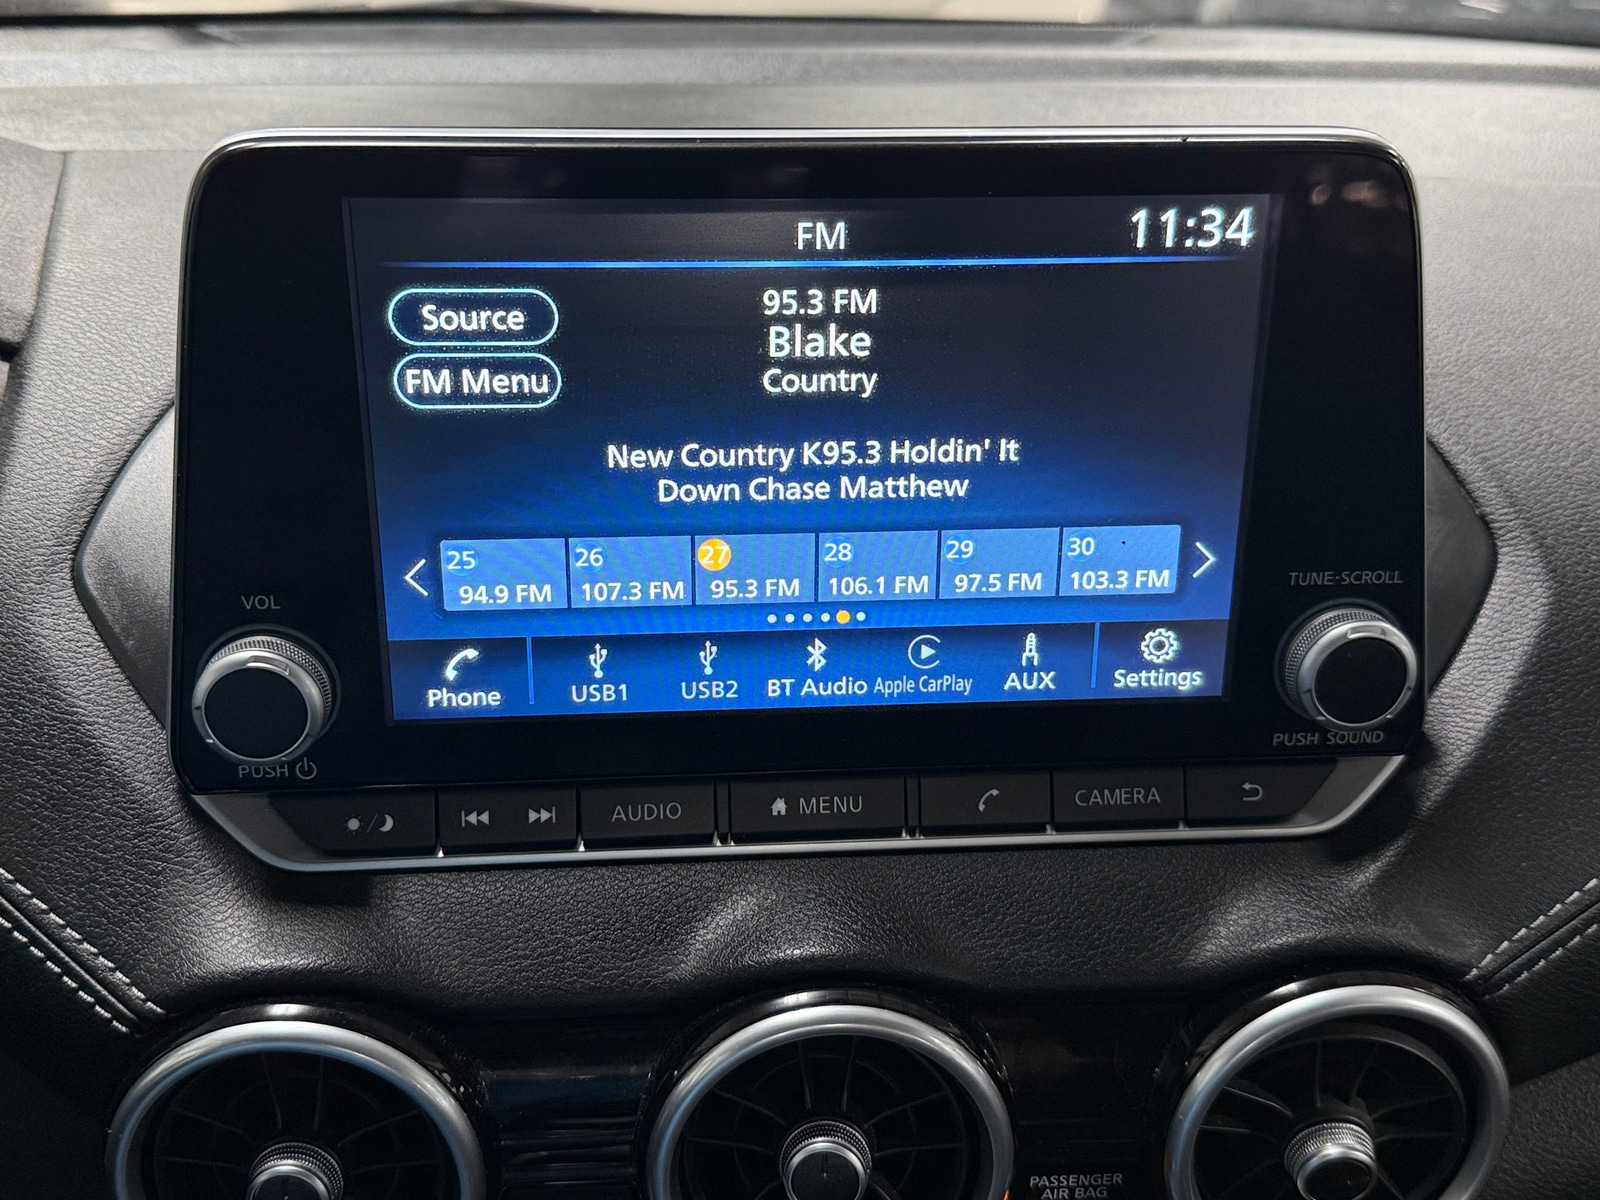 FM
11:34
Source
FM Menu
95.3 FM
Blake
Country
New Country K95.3 Holdin' It
Down Chase Matthew
25
94.9 FM
26
107.3 FM
27
95.3 FM
28
106.1 FM
29
97.5 FM
30
103.3 FM
Phone
USB1
USB2
BT Audio
Apple CarPlay
AUX
Settings
VOL
PUSH
TUNE·SCROLL
PUSH SOUND
AUDIO
MENU
CAMERA
PASSENGER
AIR BAG